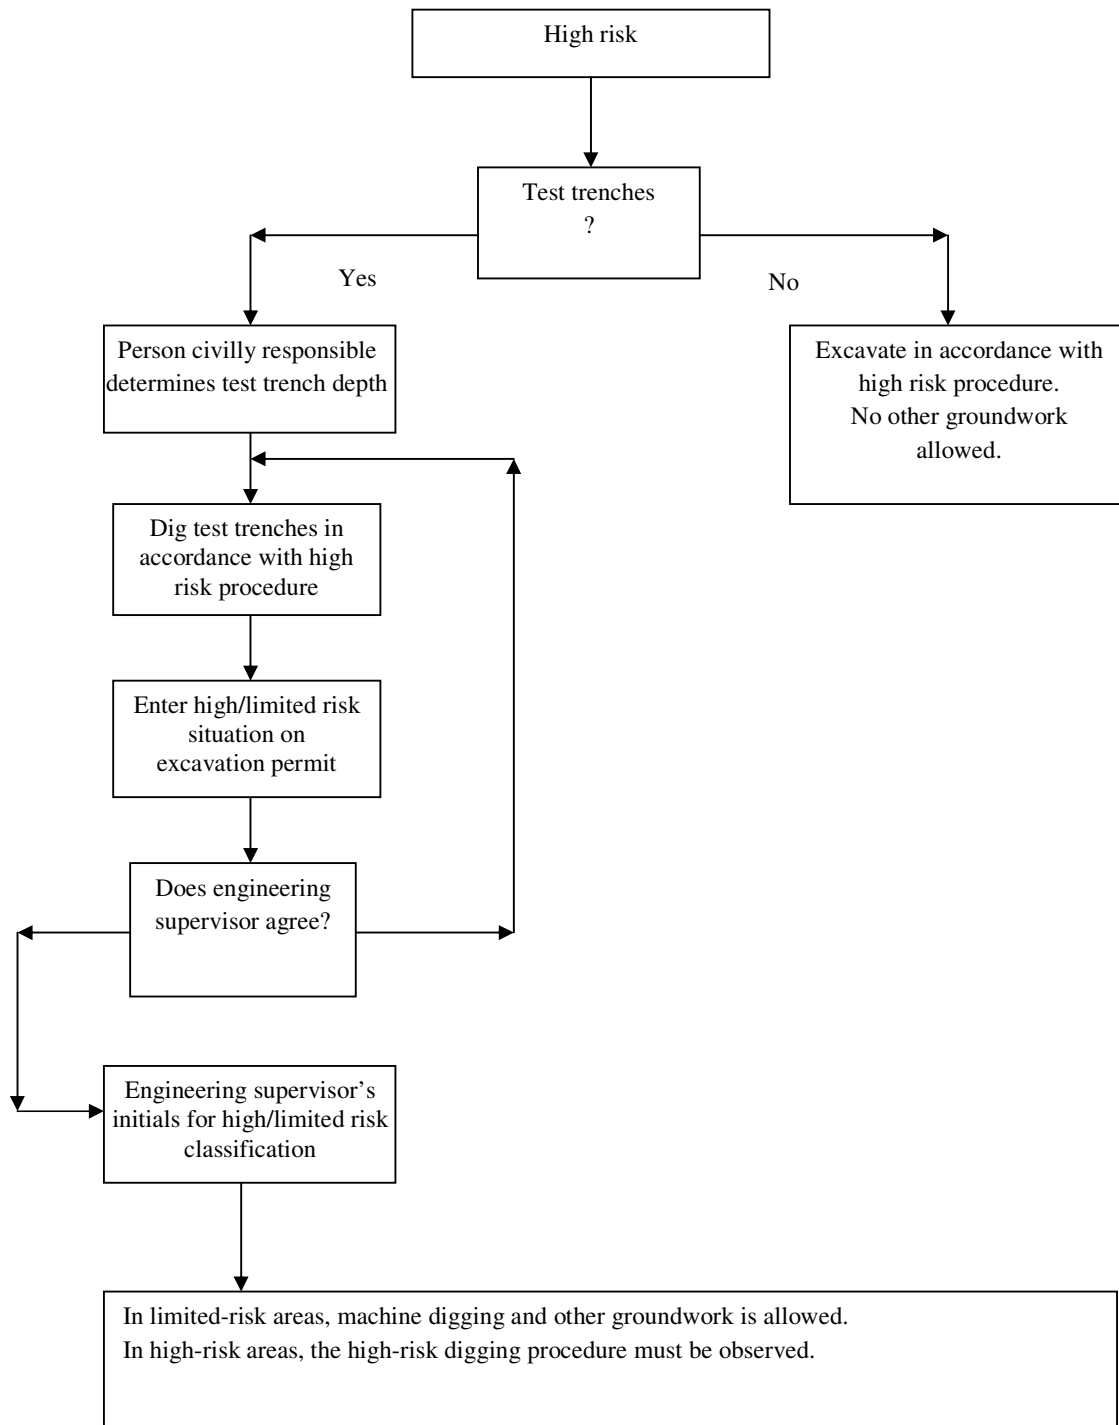 High risk
Test trenches
?
Yes
No
Person civilly responsible
determines test trench depth
Excavate in accordance with
high risk procedure.
No other groundwork
allowed.
Dig test trenches in
accordance with high
risk procedure
Enter high/limited risk
situation on
excavation permit
Does engineering
supervisor agree?
Engineering supervisor’s
initials for high/limited risk
classification
In limited-risk areas, machine digging and other groundwork is allowed.
In high-risk areas, the high-risk digging procedure must be observed.